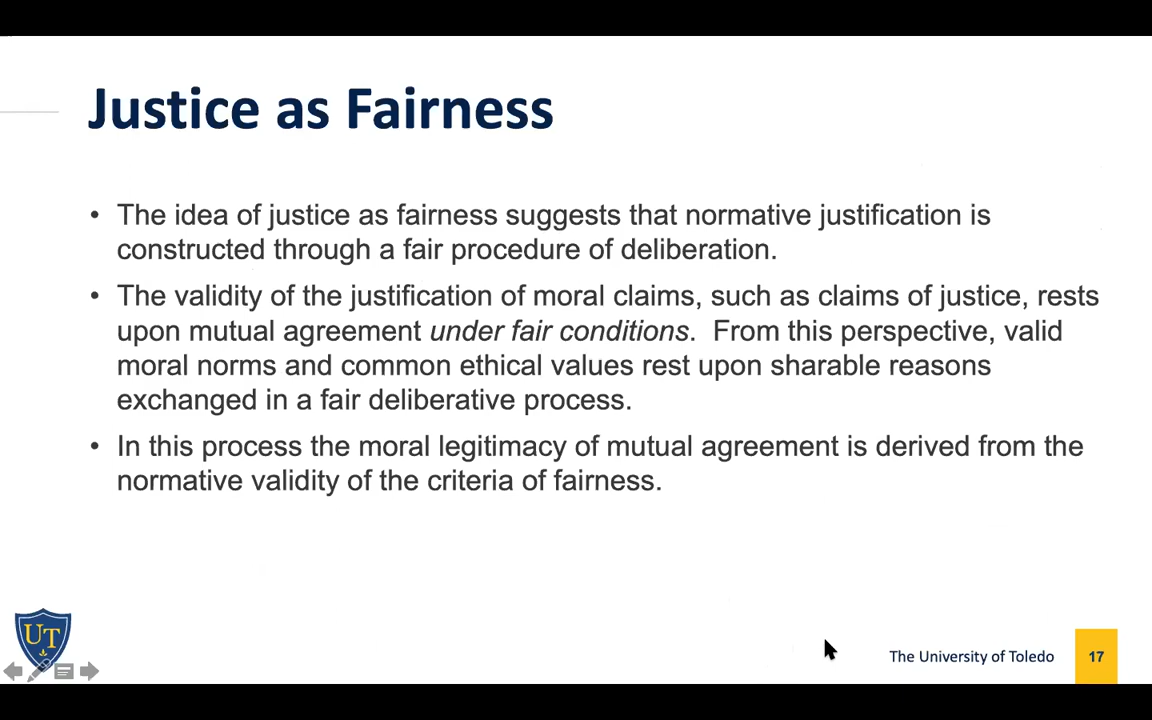 Justice as Fairness
• The idea of justice as fairness suggests that normative justification is
constructed through a fair procedure of deliberation.
• The validity of the justification of moral claims, such as claims of justice, rests
upon mutual agreement under fair conditions.  From this perspective, valid
moral norms and common ethical values rest upon sharable reasons
exchanged in a fair deliberative process.
• In this process the moral legitimacy of mutual agreement is derived from the
normative validity of the criteria of fairness.
UT
The University of Toledo
17